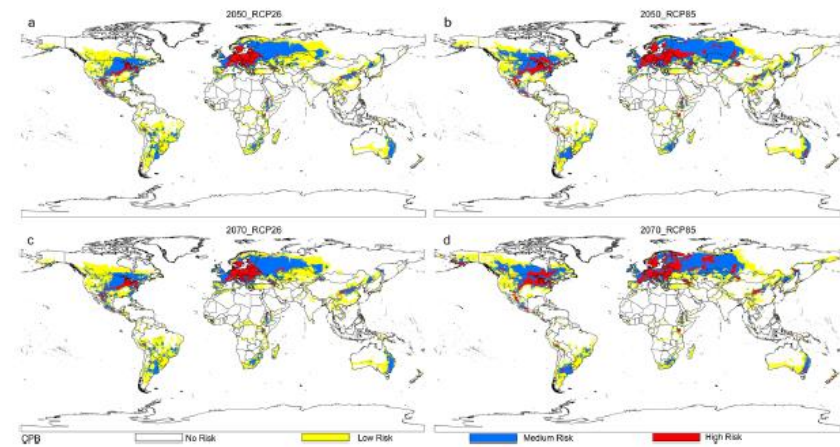 a 2050_RCP26
b 2050_RCP85
c 2070_RCP26
d 2070_RCP85
CPB No Risk Low Risk Medium Risk High Risk